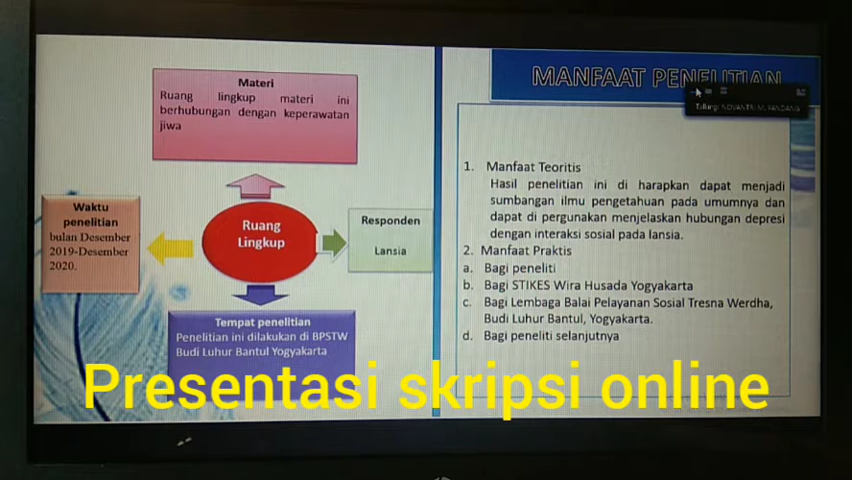 Materi
Ruang lingkup materi ini
berhubungan dengan keperawatan
jiwa
Waktu
penelitian
bulan Desember
2019-Desember
2020.
Ruang
Lingkup
Responden
Lansia
Tempat penelitian
Penelitian ini dilakukan di BPSTW
Budi Luhur Bantul Yogyakarta
MANFAAT PENELITIAN
1. Manfaat Teoritis
Hasil penelitian ini di harapkan dapat menjadi
sumbangan ilmu pengetahuan pada umumnya dan
dapat di pergunakan menjelaskan hubungan depresi
dengan interaksi sosial pada lansia.
2. Manfaat Praktis
a. Bagi peneliti
b. Bagi STIKES Wira Husada Yogyakarta
c. Bagi Lembaga Balai Pelayanan Sosial Tresna Werdha,
Budi Luhur Bantul, Yogyakarta.
d. Bagi peneliti selanjutnya
Presentasi skripsi online